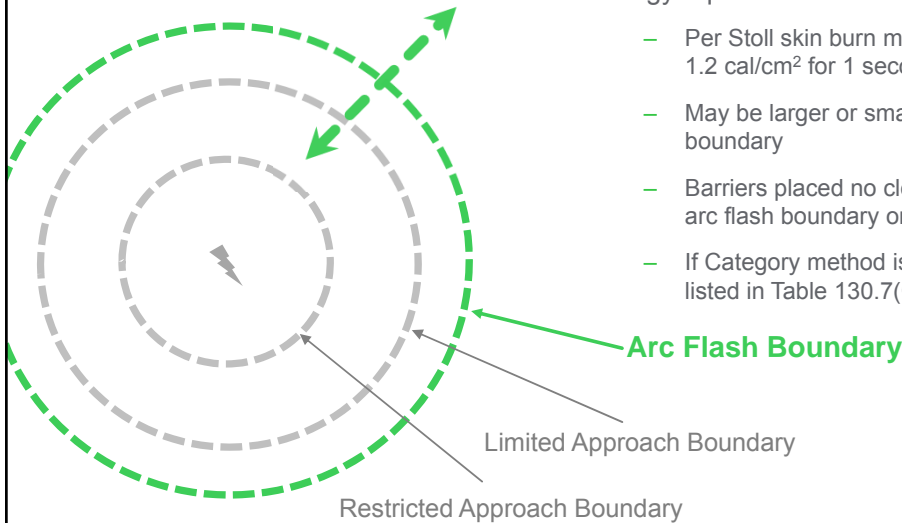 – Per Stoll skin burn m
1.2 cal/cm² for 1 seco
– May be larger or sma
boundary
– Barriers placed no clo
arc flash boundary or
– If Category method is
listed in Table 130.7(
Arc Flash Boundary
Limited Approach Boundary
Restricted Approach Boundary